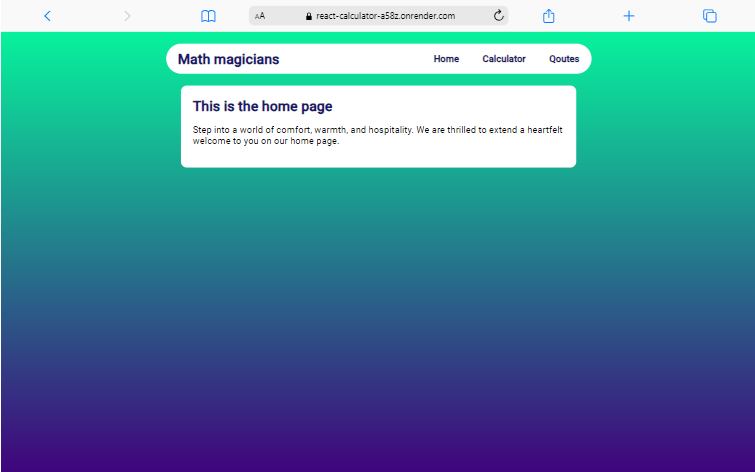 AA react-calculator-a58z.onrender.com
Math magicians Home Calculator Qoutes
This is the home page
Step into a world of comfort, warmth, and hospitality. We are thrilled to extend a heartfelt
welcome to you on our home page.